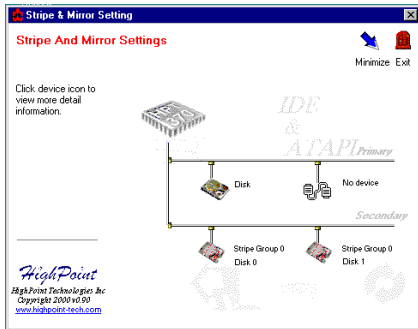 Stripe & Mirror Setting
Stripe And Mirror Settings
Minimize Exit
Click device icon to
view more detail
information.
370
IDE
&
ATAPI
Primary
Disk
No device
Secondary
Stripe Group 0
Disk 0
Stripe Group 0
Disk 1
HighPoint
HighPoint Technologies Inc
Copyright 2000 v0.90
www.highpoint-tech.com